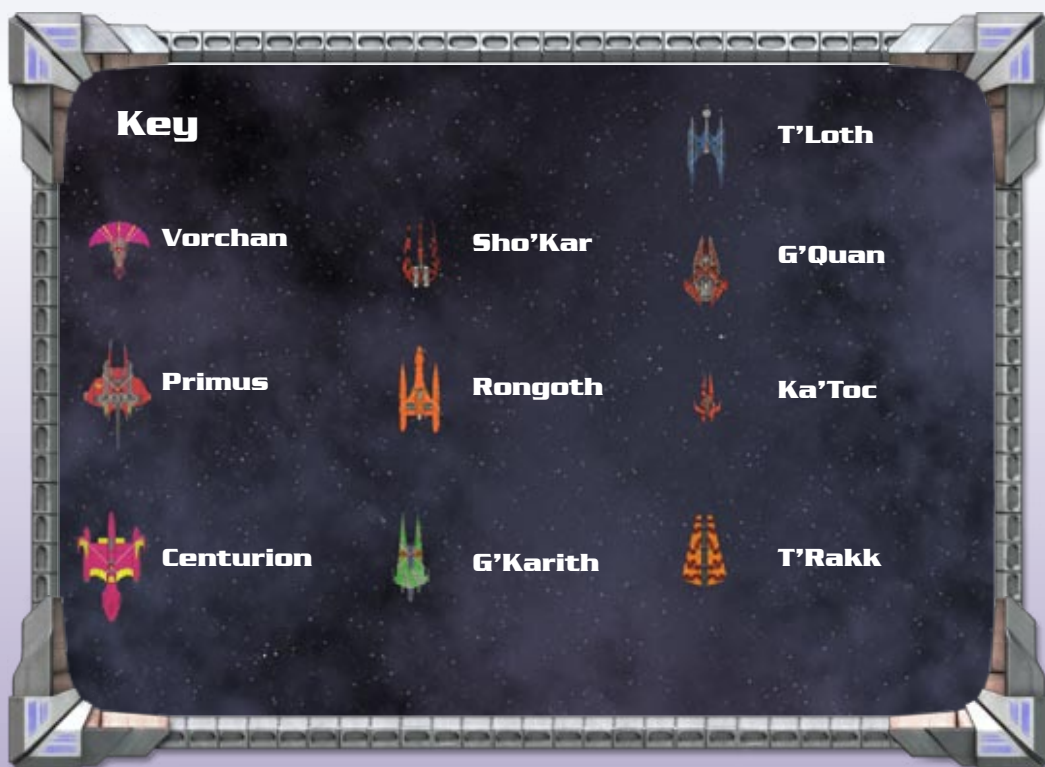 Key
Vorchan
Primus
Centurion
Sho'Kar
Rongoth
G'Karith
T'Loth
G'Quan
Ka'Toc
T'Rakk